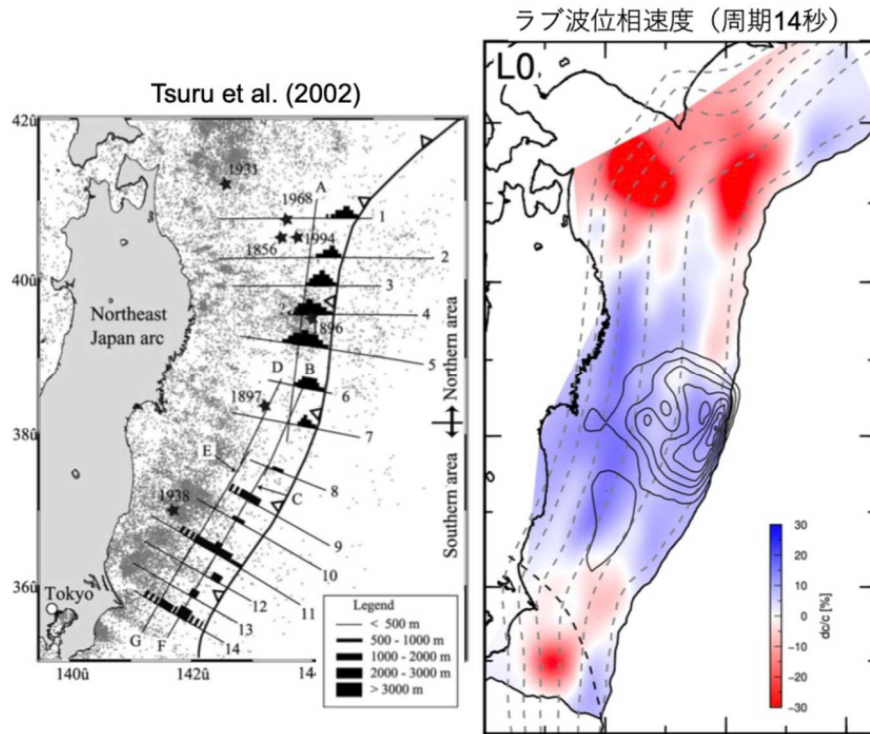 ラブ波位相速度（周期14秒）
Tsuru et al. (2002)
L0
42û
40û
38û
36û
1931
A
1968
1856
1994
1
2
3
4
5
896
Northeast
Japan arc
D
B
6
1897
7
E
8
C
1938
9
10
11
12
13
14
G
F
Tokyo
Northern area
Southern area
140û
142û
14
Legend
< 500 m
500 - 1000 m
1000 - 2000 m
2000 - 3000 m
> 3000 m
30
20
10
0
−10
−20
−30
dc/c [%]